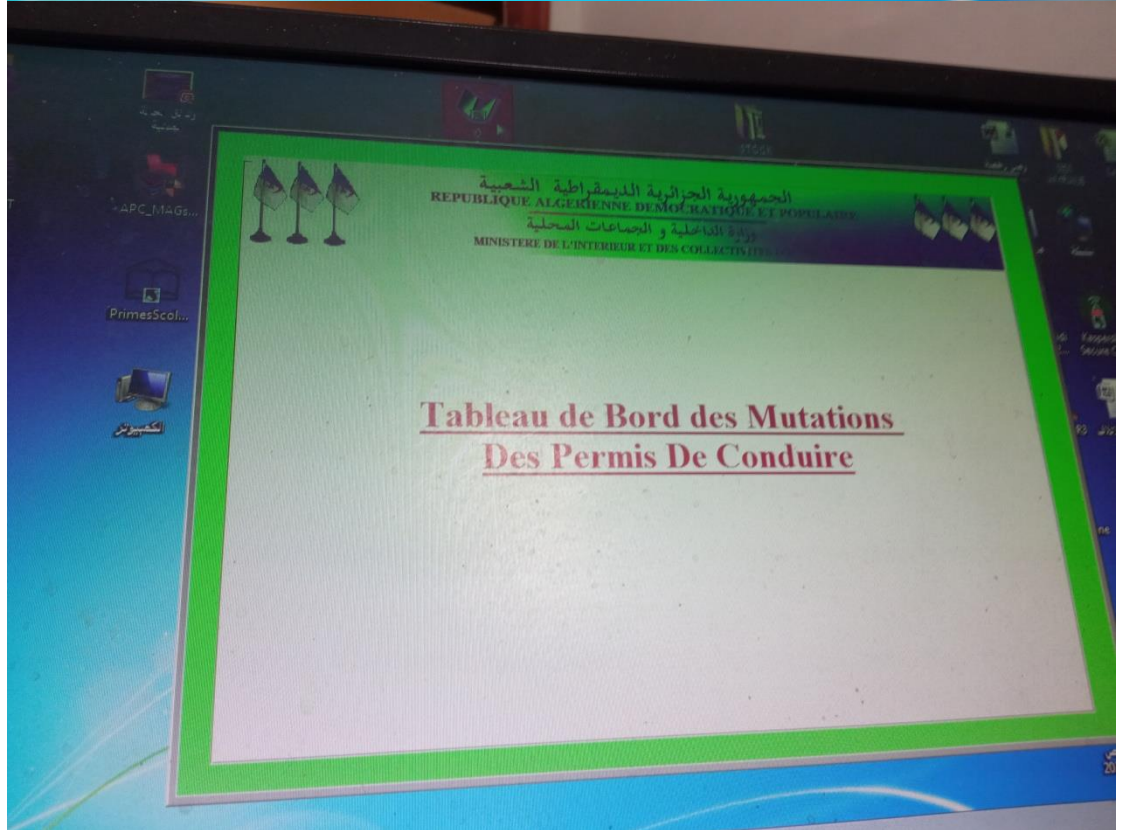 -APC_MAGs...
PrimesScol...
الكمبيوتر
الجمهورية الجزائرية الديمقراطية الشعبية
REPUBLIQUE ALGERIENNE DEMOCRATIQUE ET POPULAIRE
وزارة الداخلية و الجماعات المحلية
MINISTERE DE L'INTERIEUR ET DES COLLECTIVITES
Tableau de Bord des Mutations
Des Permis De Conduire